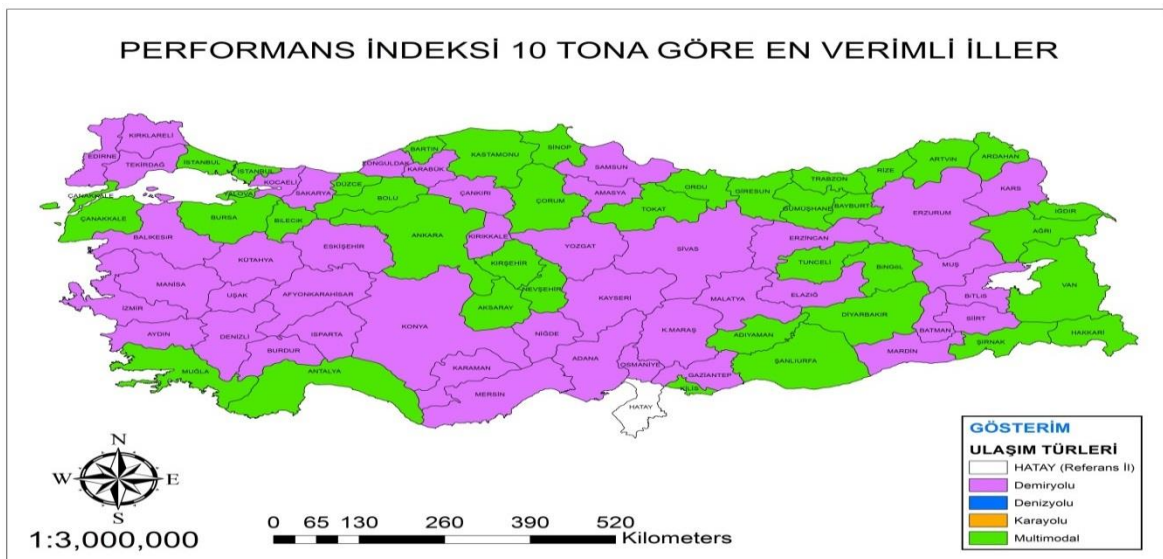 PERFORMANS İNDEKSİ 10 TONA GÖRE EN VERİMLİ İLLER
KIRKLARELİ
EDİRNE
TEKİRDAĞ
İSTANBUL
İSTANBUL
KOCAELİ
YALOVA
SAKARYA
DÜZCE
ZONGULDAK
BARTIN
KARABÜK
KASTAMONU
SİNOP
SAMSUN
ÇANKIRI
ÇORUM
AMASYA
TOKAT
ORDU
GİRESUN
TRABZON
GÜMÜŞHANE
BAYBURT
RİZE
ARTVİN
ARDAHAN
KARS
IĞDIR
AĞRI
ERZURUM
ÇANAKKALE
ÇANAKKALE
BALIKESİR
BURSA
BİLECİK
BOLU
ANKARA
ESKİŞEHİR
KÜTAHYA
KIRIKKALE
KIRŞEHİR
YOZGAT
SİVAS
ERZİNCAN
TUNCELİ
BİNGÖL
MUŞ
BİTLİS
VAN
MANİSA
UŞAK
AFYONKARAHİSAR
İZMİR
AYDIN
DENİZLİ
ISPARTA
BURDUR
MUĞLA
ANTALYA
KONYA
AKSARAY
NEVŞEHİR
KAYSERİ
NİĞDE
KARAMAN
MERSİN
ADANA
MALATYA
ELAZIĞ
DİYARBAKIR
BATMAN
SİİRT
ŞIRNAK
HAKKARİ
MARDİN
K.MARAŞ
ADIYAMAN
ŞANLIURFA
OSMANİYE
GAZİANTEP
KİLİS
HATAY
N
W
E
S
1:3,000,000
0 65 130 260 390 520
Kilometers
GÖSTERİM
ULAŞIM TÜRLERİ
HATAY (Referans İl)
Demiryolu
Denizyolu
Karayolu
Multimodal